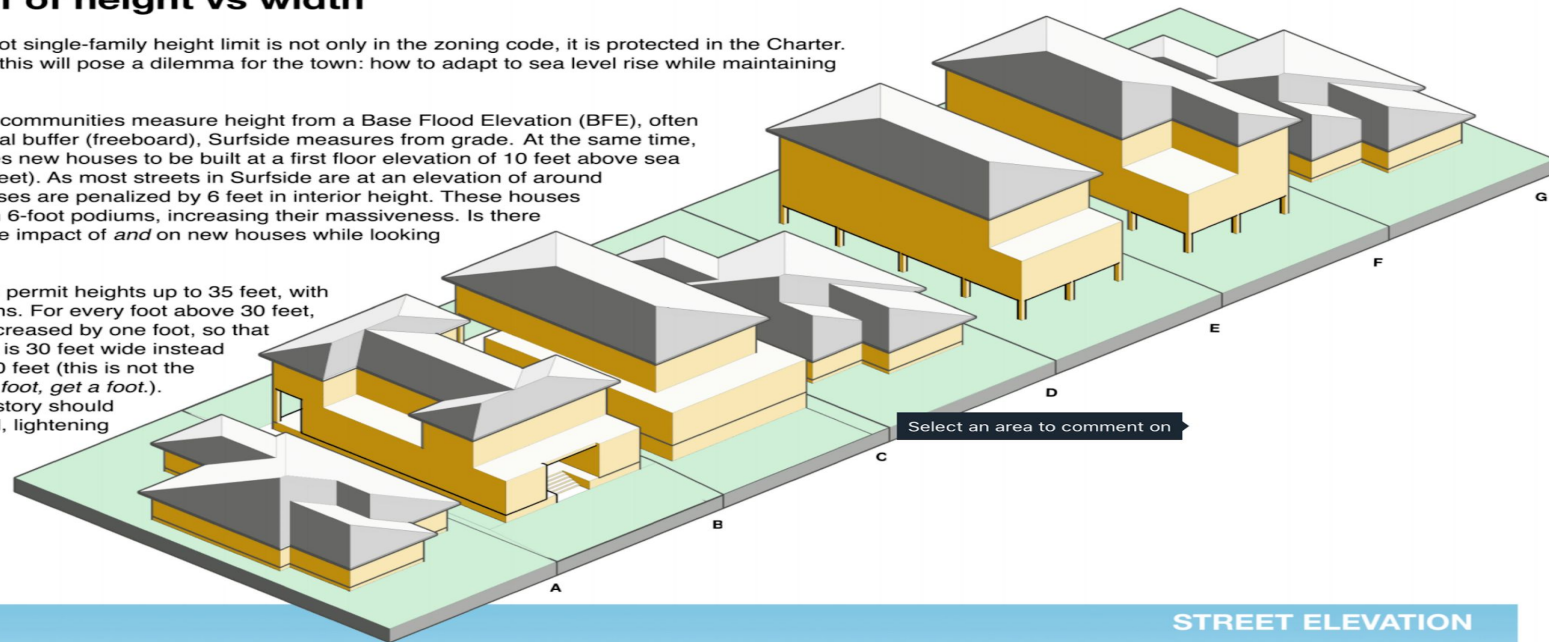 of height vs width
ot single-family height limit is not only in the zoning code, it is protected in the Charter.
this will pose a dilemma for the town: how to adapt to sea level rise while maintaining
communities measure height from a Base Flood Elevation (BFE), often
al buffer (freeboard), Surfside measures from grade. At the same time,
es new houses to be built at a first floor elevation of 10 feet above sea
eet). As most streets in Surfside are at an elevation of around
ses are penalized by 6 feet in interior height. These houses
6-foot podiums, increasing their massiveness. Is there
e impact of and on new houses while looking
permit heights up to 35 feet, with
ns. For every foot above 30 feet,
creased by one foot, so that
is 30 feet wide instead
0 feet (this is not the
foot, get a foot.).
story should
, lightening
G
F
E
D
Select an area to comment on
C
B
A
STREET ELEVATION